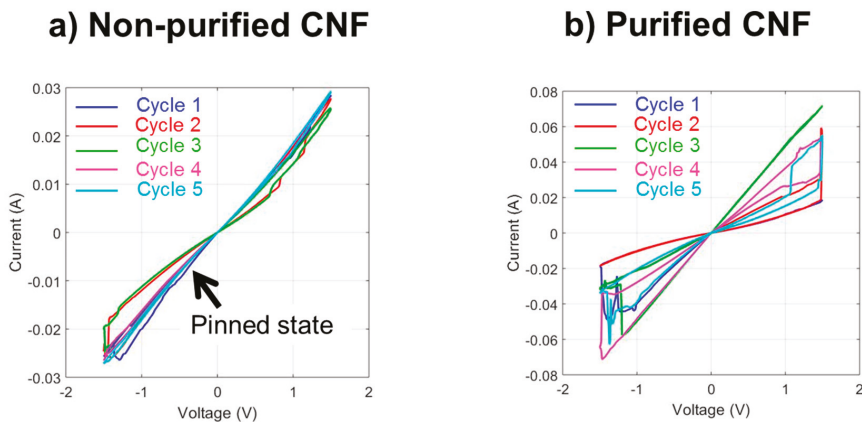 a) Non-purified CNF
0.03
0.02
0.01
0
-0.01
-0.02
-0.03
Current (A)
Cycle 1
Cycle 2
Cycle 3
Cycle 4
Cycle 5
Pinned state
-2
-1
0
1
2
Voltage (V)
b) Purified CNF
0.08
0.06
0.04
0.02
0
-0.02
-0.04
-0.06
-0.08
Current (A)
Cycle 1
Cycle 2
Cycle 3
Cycle 4
Cycle 5
-2
-1
0
1
2
Voltage (V)